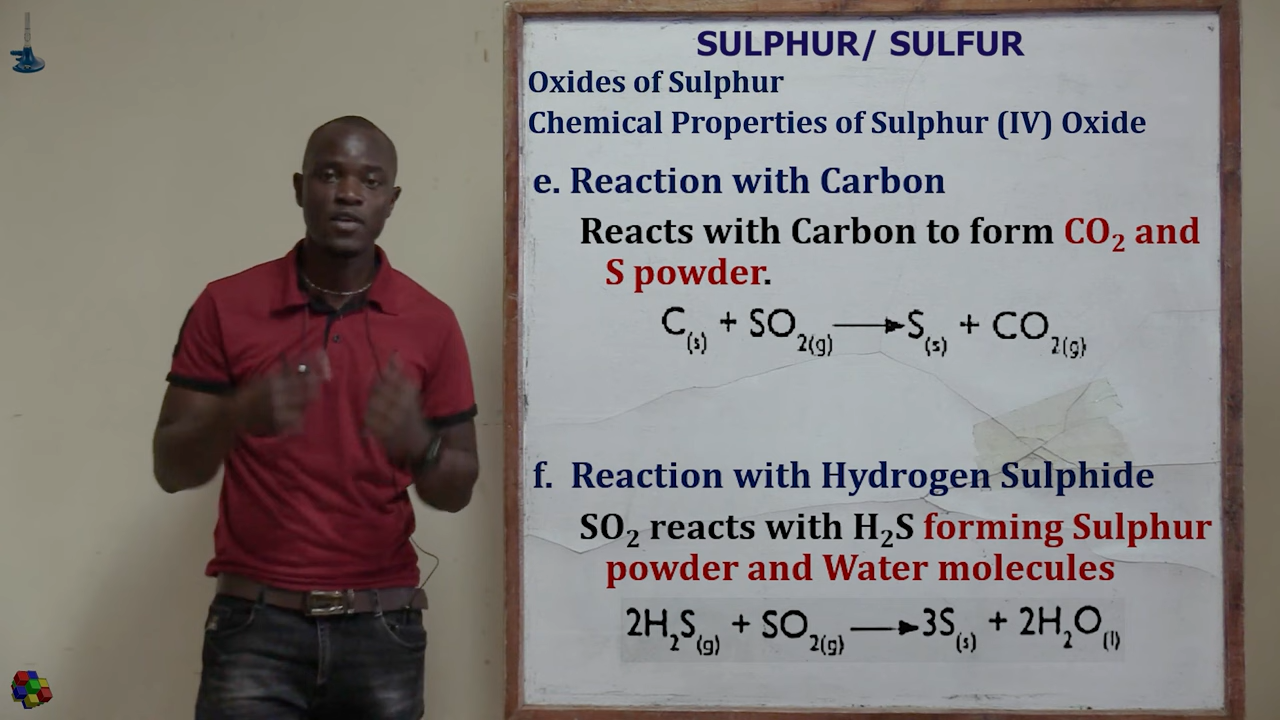 SULPHUR/ SULFUR
Oxides of Sulphur
Chemical Properties of Sulphur (IV) Oxide
e. Reaction with Carbon
Reacts with Carbon to form CO₂ and
S powder.
C(s) + SO₂(g) ⟶ S(s) + CO₂(g)
f. Reaction with Hydrogen Sulphide
SO₂ reacts with H₂S forming Sulphur
powder and Water molecules
2H₂S(g) + SO₂(g) ⟶ 3S(s) + 2H₂O(l)